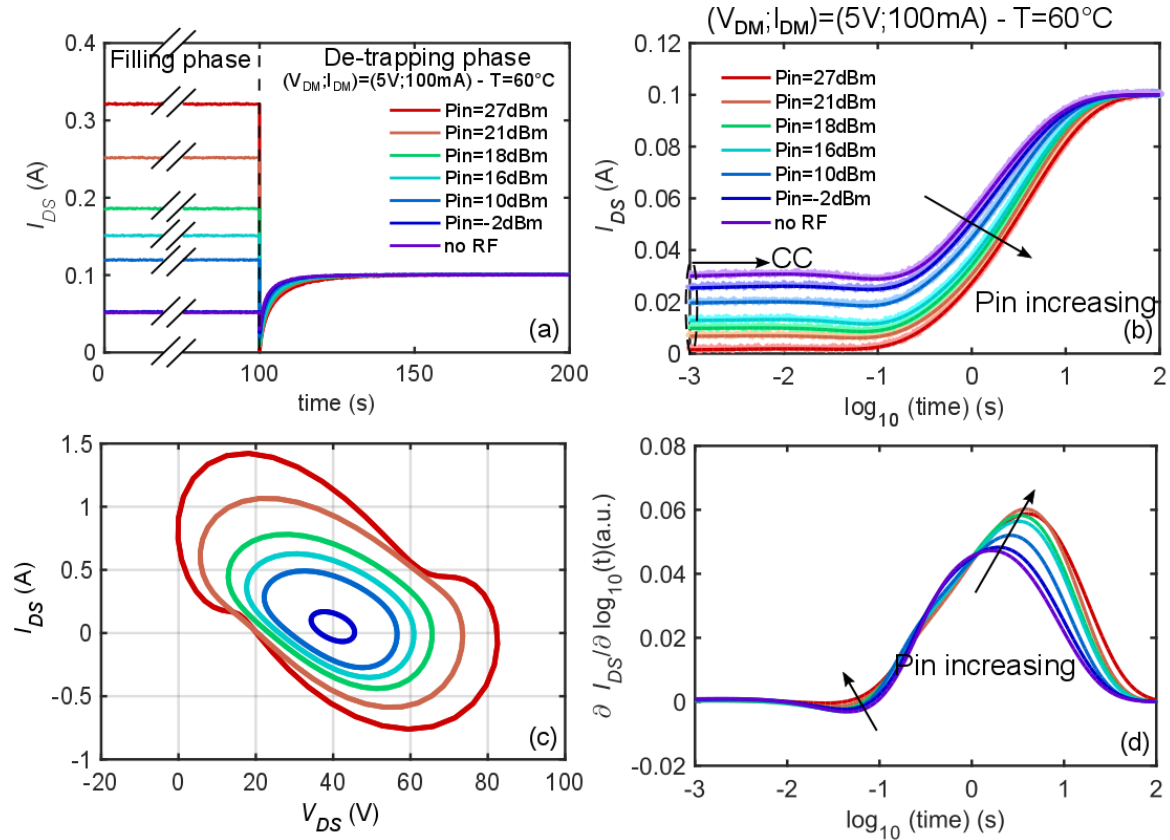 Filling phase
De-trapping phase
(V_DM;I_DM)=(5V;100mA) - T=60°C
Pin=27dBm
Pin=21dBm
Pin=18dBm
Pin=16dBm
Pin=10dBm
Pin=-2dBm
no RF
(a)
0.4
0.3
0.2
0.1
0
I_DS (A)
0
100
150
200
time (s)
(V_DM;I_DM)=(5V;100mA) - T=60°C
Pin=27dBm
Pin=21dBm
Pin=18dBm
Pin=16dBm
Pin=10dBm
Pin=-2dBm
no RF
CC
Pin increasing
(b)
0.12
0.1
0.08
0.06
0.04
0.02
0
I_DS (A)
-3
-2
-1
0
1
2
log_10 (time) (s)
1.5
1
0.5
0
-0.5
-1
I_DS (A)
(c)
-20
0
20
40
60
80
100
V_DS (V)
0.08
0.06
0.04
0.02
0
-0.02
∂ I_DS/∂ log_10(t)(a.u.)
Pin increasing
(d)
-3
-2
-1
0
1
2
log_10 (time) (s)